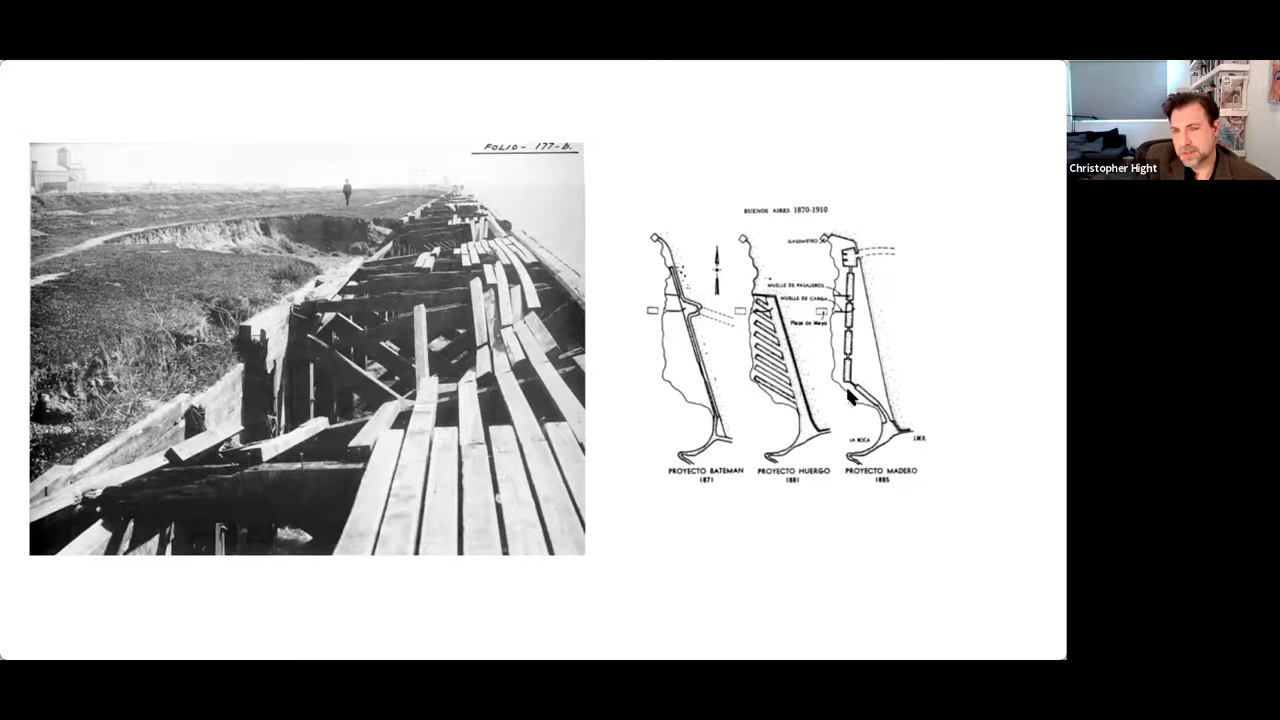 FOLIO- 177-b.
Christopher Hight
BUENOS AIRES 1870-1910
GASOMETRO
MUELLE DE PASAJEROS
MUELLE DE CARGA
Plaza de Mayo
LA BOCA
J.M.R.
PROYECTO BATEMAN
1871
PROYECTO HUERGO
1881
PROYECTO MADERO
1885